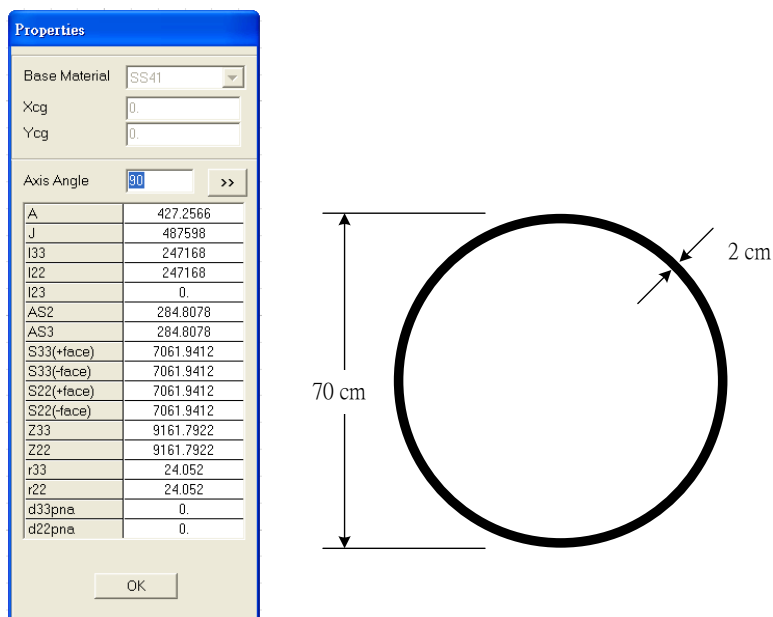 Properties
Base Material SS41
Xcg 0.
Ycg 0.
Axis Angle 90 >>
A 427.2566
J 487598
I33 247168
I22 247168
I23 0.
AS2 284.8078
AS3 284.8078
S33(+face) 7061.9412
S33(-face) 7061.9412
S22(+face) 7061.9412
S22(-face) 7061.9412
Z33 9161.7922
Z22 9161.7922
r33 24.052
r22 24.052
d33pna 0.
d22pna 0.
OK
70 cm
2 cm